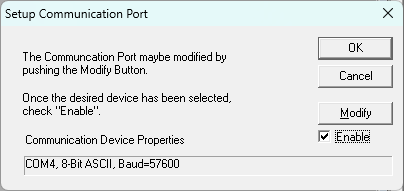 Setup Communication Port
The Communcation Port maybe modified by
pushing the Modify Button.
Once the desired device has been selected,
check "Enable".
OK
Cancel
Modify
Enable
Communication Device Properties
COM4, 8-Bit ASCII, Baud=57600